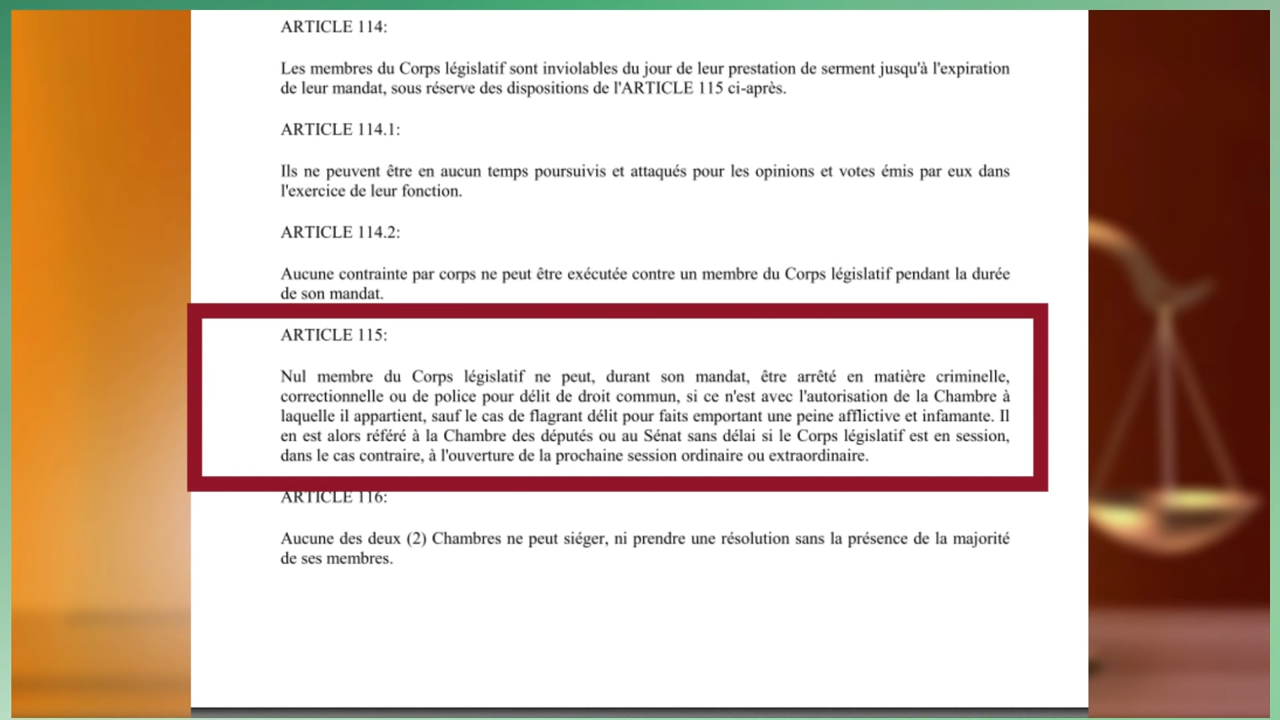 ARTICLE 114:
Les membres du Corps législatif sont inviolables du jour de leur prestation de serment jusqu'à l'expiration
de leur mandat, sous réserve des dispositions de l'ARTICLE 115 ci-après.
ARTICLE 114.1:
Ils ne peuvent être en aucun temps poursuivis et attaqués pour les opinions et votes émis par eux dans
l'exercice de leur fonction.
ARTICLE 114.2:
Aucune contrainte par corps ne peut être exécutée contre un membre du Corps législatif pendant la durée
de son mandat.
ARTICLE 115:
Nul membre du Corps législatif ne peut, durant son mandat, être arrêté en matière criminelle,
correctionnelle ou de police pour délit de droit commun, si ce n'est avec l'autorisation de la Chambre à
laquelle il appartient, sauf le cas de flagrant délit pour faits emportant une peine afflictive et infamante. Il
en est alors référé à la Chambre des députés ou au Sénat sans délai si le Corps législatif est en session,
dans le cas contraire, à l'ouverture de la prochaine session ordinaire ou extraordinaire.
ARTICLE 116:
Aucune des deux (2) Chambres ne peut siéger, ni prendre une résolution sans la présence de la majorité
de ses membres.